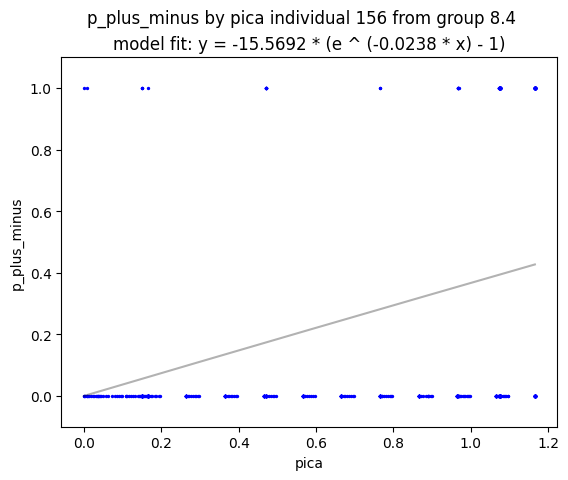 p_plus_minus by pica individual 156 from group 8.4
model fit: y = -15.5692 * (e ^ (-0.0238 * x) - 1)
1.0
0.8
0.6
0.4
0.2
0.0
p_plus_minus
0.0 0.2 0.4 0.6 0.8 1.0 1.2
pica